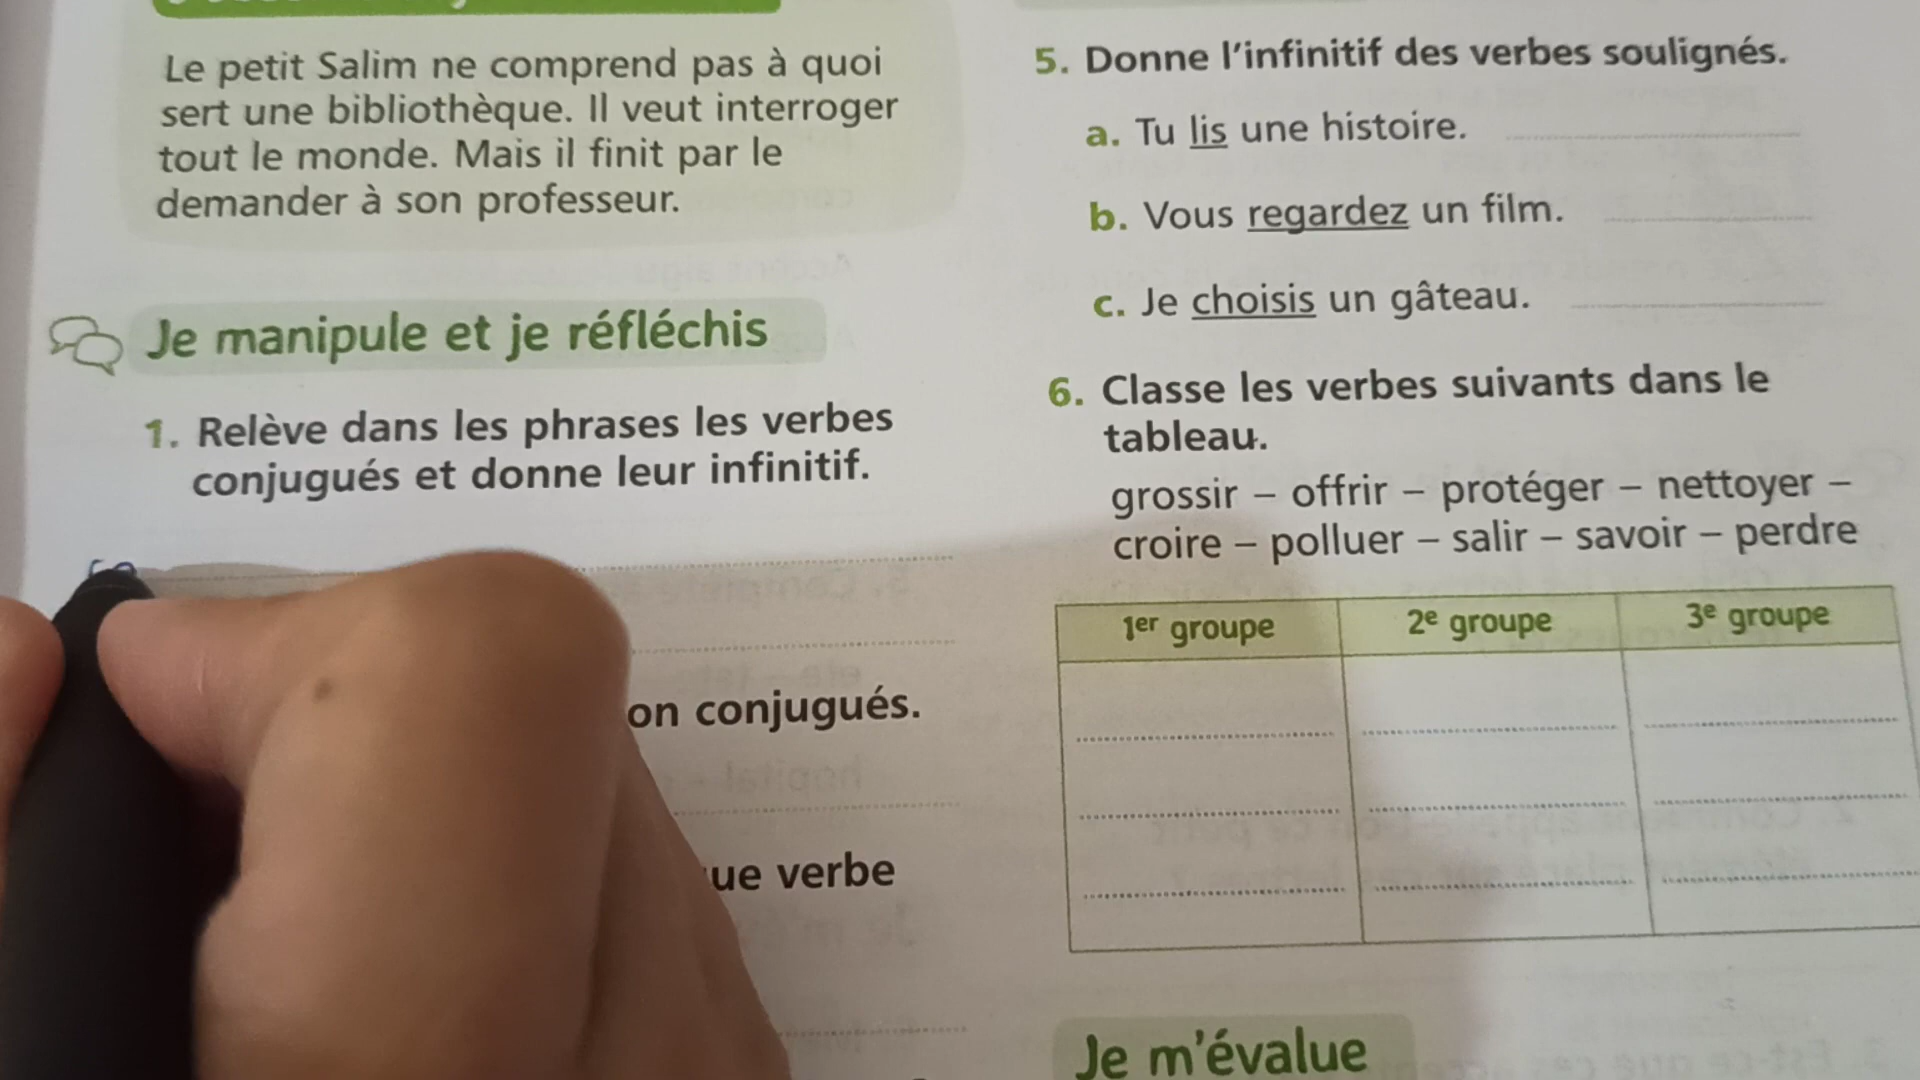 Le petit Salim ne comprend pas à quoi
sert une bibliothèque. Il veut interroger
tout le monde. Mais il finit par le
demander à son professeur.
Je manipule et je réfléchis
1. Relève dans les phrases les verbes
conjugués et donne leur infinitif.
conjugués.
verbe
5. Donne l'infinitif des verbes soulignés.
a. Tu lis une histoire.
b. Vous regardez un film.
c. Je choisis un gâteau.
6. Classe les verbes suivants dans le
tableau.
grossir – offrir – protéger – nettoyer –
croire – polluer – salir – savoir – perdre
1er groupe 2e groupe 3e groupe
Je m'évalue